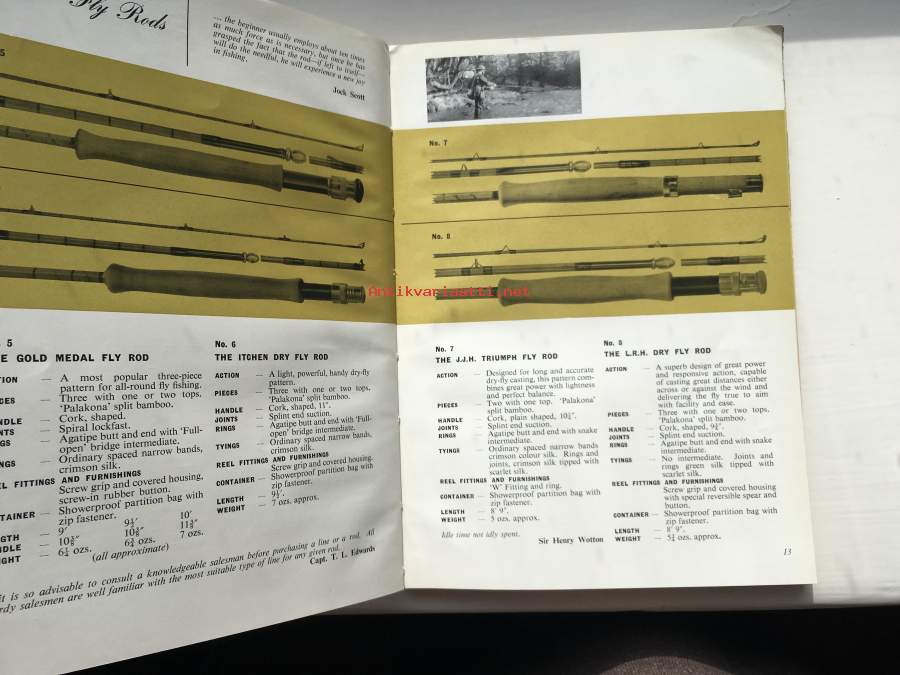 Fly Rods
... the beginner usually employs about ten times
as much force as is necessary, but once he has
grasped the fact that the rod—if left to itself—
will do the needful, he will experience a new joy
in fishing.
Jock Scott
5
5
E GOLD MEDAL FLY ROD
TION — A most popular three-piece
pattern for all-round fly fishing.
ECES — Three with one or two tops,
'Palakona' split bamboo.
NDLE — Cork, shaped.
NTS — Spiral lockfast.
NGS — Agatipe butt and end with 'Full-
open' bridge intermediate.
NGS — Ordinary spaced narrow bands,
crimson silk.
EL FITTINGS AND FURNISHINGS
Screw grip and covered housing,
screw-in rubber button.
NTAINER — Showerproof partition bag with
zip fastener.
GTH — 9′ 9½′ 10′
NDLE — 10⅜″ 10⅜″ 11⅜″
GHT — 6¼ ozs. 6¾ ozs. 7 ozs.
(all approximate)
No. 6
THE ITCHEN DRY FLY ROD
ACTION — A light, powerful, handy dry-fly
pattern.
PIECES — Three with one or two tops,
'Palakona' split bamboo.
HANDLE — Cork, shaped, 11″.
JOINTS — Splint end suction.
RINGS — Agatipe butt and end with 'Full-
open' bridge intermediate.
TYINGS — Ordinary spaced narrow bands,
crimson silk.
REEL FITTINGS AND FURNISHINGS
Screw grip and covered housing.
CONTAINER — Showerproof partition bag with
zip fastener.
LENGTH — 9½′.
WEIGHT — 7 ozs. approx.
it is so advisable to consult a knowledgeable salesman before purchasing a line or a rod. All
rdy salesmen are well familiar with the most suitable type of line for any given rod.
Capt. T. L. Edwards
No. 7
No. 8
Antikvariaatti.net
No. 7
THE J.J.H. TRIUMPH FLY ROD
ACTION — Designed for long and accurate
dry-fly casting, this pattern com-
bines great power with lightness
and perfect balance.
PIECES — Two with one top. 'Palakona'
split bamboo.
HANDLE — Cork, plain shaped, 10½″.
JOINTS — Splint end suction.
RINGS — Agatipe butt and end with snake
intermediate.
TYINGS — Ordinary spaced narrow bands
crimson colour silk. Rings and
joints, crimson silk tipped with
scarlet silk.
REEL FITTINGS AND FURNISHINGS
'W' Fitting and ring.
CONTAINER — Showerproof partition bag with
zip fastener.
LENGTH — 8′ 9″.
WEIGHT — 5 ozs. approx.
Idle time not idly spent.
Sir Henry Wotton
No. 8
THE L.R.H. DRY FLY ROD
ACTION — A superb design of great power
and responsive action, capable
of casting great distances either
across or against the wind and
delivering the fly true to aim
with facility and ease.
PIECES — Three with one or two tops,
'Palakona' split bamboo.
HANDLE — Cork, shaped, 9¾″.
JOINTS — Splint end suction.
RINGS — Agatipe butt and end with snake
intermediate.
TYINGS — No intermediate. Joints and
rings green silk tipped with
scarlet silk.
REEL FITTINGS AND FURNISHINGS
Screw grip and covered housing
with special reversible spear and
button.
CONTAINER — Showerproof partition bag with
zip fastener.
LENGTH — 8′ 9″.
WEIGHT — 5¾ ozs. approx.
13